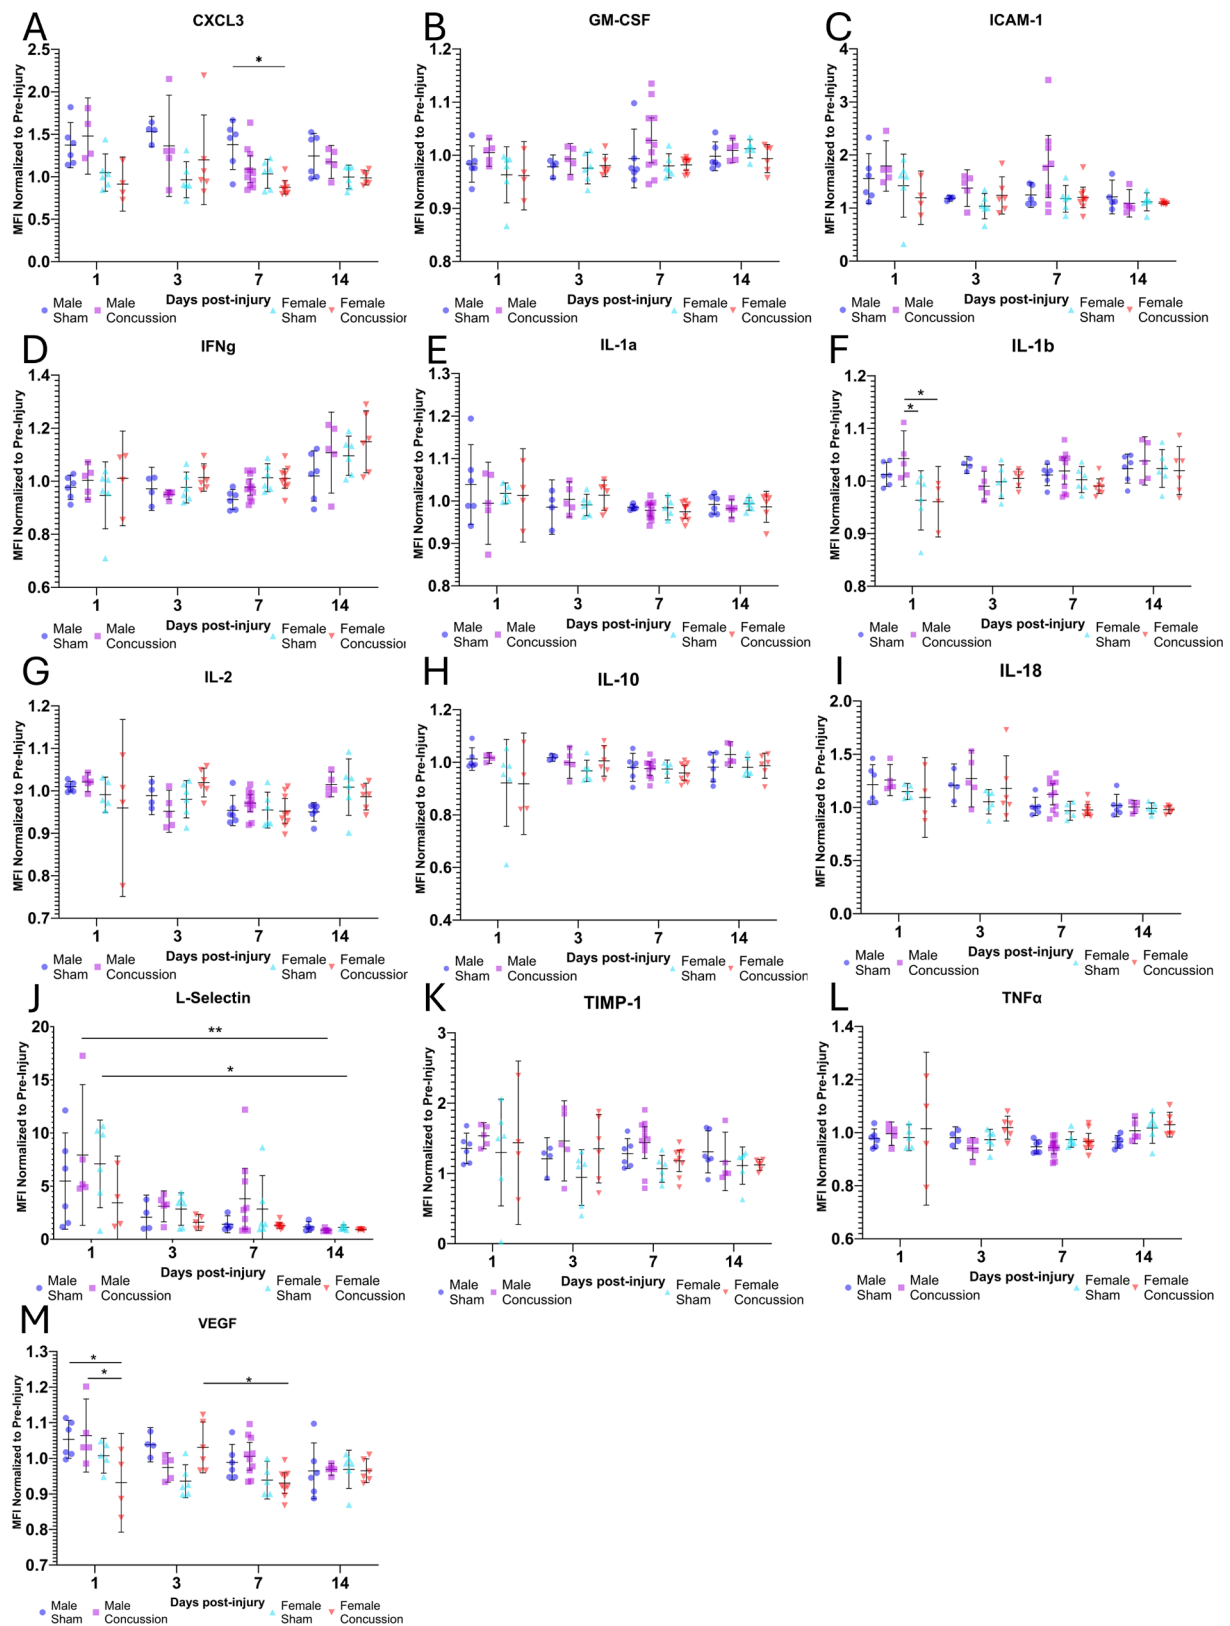 A
CXCL3
MFI Normalized to Pre-Injury
2.5
2.0
1.5
1.0
0.5
0.0
*
1 3 7 14
Days post-injury
Male Sham
Male Concussion
Female Sham
Female Concussion
B
GM-CSF
MFI Normalized to Pre-Injury
1.2
1.1
1.0
0.9
0.8
1 3 7 14
Days post-injury
Male Sham
Male Concussion
Female Sham
Female Concussion
C
ICAM-1
MFI Normalized to Pre-Injury
4
3
2
1
0
1 3 7 14
Days post-injury
Male Sham
Male Concussion
Female Sham
Female Concussion
D
IFNg
MFI Normalized to Pre-Injury
1.4
1.2
1.0
0.8
0.6
1 3 7 14
Days post-injury
Male Sham
Male Concussion
Female Sham
Female Concussion
E
IL-1a
MFI Normalized to Pre-Injury
1.3
1.2
1.1
1.0
0.9
0.8
1 3 7 14
Days post-injury
Male Sham
Male Concussion
Female Sham
Female Concussion
F
IL-1b
MFI Normalized to Pre-Injury
1.2
1.1
1.0
0.9
0.8
*
*
1 3 7 14
Days post-injury
Male Sham
Male Concussion
Female Sham
Female Concussion
G
IL-2
MFI Normalized to Pre-Injury
1.2
1.1
1.0
0.9
0.8
0.7
1 3 7 14
Days post-injury
Male Sham
Male Concussion
Female Sham
Female Concussion
H
IL-10
MFI Normalized to Pre-Injury
1.2
1.0
0.8
0.6
0.4
1 3 7 14
Days post-injury
Male Sham
Male Concussion
Female Sham
Female Concussion
I
IL-18
MFI Normalized to Pre-Injury
2.0
1.5
1.0
0.5
0.0
1 3 7 14
Days post-injury
Male Sham
Male Concussion
Female Sham
Female Concussion
J
L-Selectin
MFI Normalized to Pre-Injury
20
15
10
5
0
**
*
1 3 7 14
Days post-injury
Male Sham
Male Concussion
Female Sham
Female Concussion
K
TIMP-1
MFI Normalized to Pre-Injury
3
2
1
0
1 3 7 14
Days post-injury
Male Sham
Male Concussion
Female Sham
Female Concussion
L
TNFα
MFI Normalized to Pre-Injury
1.4
1.2
1.0
0.8
0.6
1 3 7 14
Days post-injury
Male Sham
Male Concussion
Female Sham
Female Concussion
M
VEGF
MFI Normalized to Pre-Injury
1.3
1.2
1.1
1.0
0.9
0.8
0.7
*
*
*
1 3 7 14
Days post-injury
Male Sham
Male Concussion
Female Sham
Female Concussion